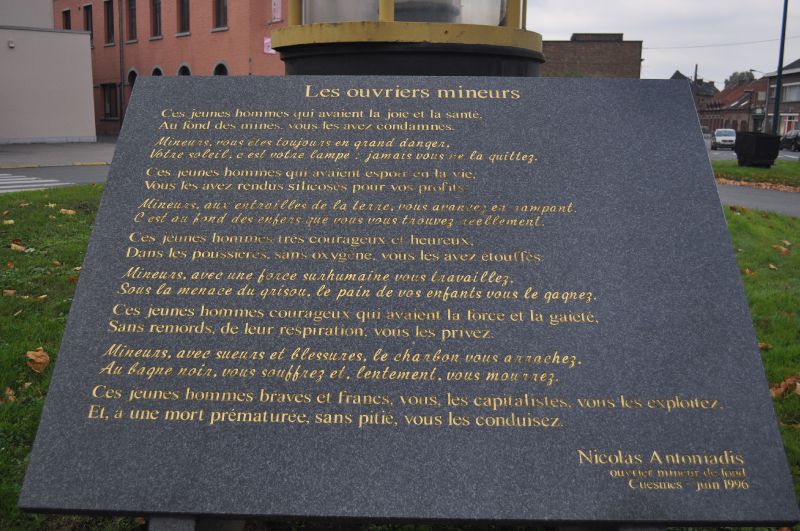 Les ouvriers mineurs
Ces jeunes hommes qui avaient la joie et la santé,
Au fond des mines, vous les avez condamnés.
Mineurs, vous êtes toujours en grand danger,
Votre soleil, c'est votre lampe : jamais vous ne la quittez.
Ces jeunes hommes qui avaient espoir en la vie,
Vous les avez rendus silicosés pour vos profits.
Mineurs, aux entrailles de la terre, vous avancez en rampant.
C'est au fond des enfers que vous vous trouvez réellement.
Ces jeunes hommes très courageux et heureux,
Dans les poussières, sans oxygène, vous les avez étouffés.
Mineurs, avec une force surhumaine vous travaillez,
Sous la menace du grisou, le pain de vos enfants vous le gagnez.
Ces jeunes hommes courageux qui avaient la force et la gaieté,
Sans remords, de leur respiration, vous les privez.
Mineurs, avec sueurs et blessures, le charbon vous arrachez.
Au bagne noir, vous souffrez et, lentement, vous mourrez.
Ces jeunes hommes braves et francs, vous, les capitalistes, vous les exploitez,
Et, à une mort prématurée, sans pitié, vous les conduisez.
Nicolas Antoniadis
ouvrier mineur de fond
Cuesmes - juin 1996